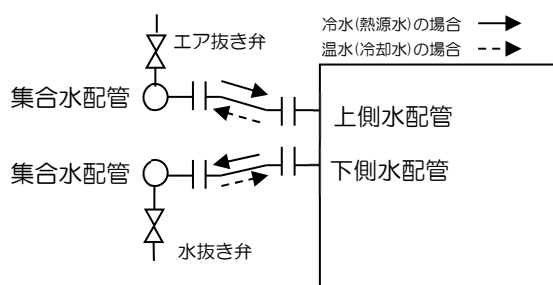 冷水(熱源水)の場合
温水(冷却水)の場合
エア抜き弁
集合水配管
上側水配管
集合水配管
下側水配管
水抜き弁